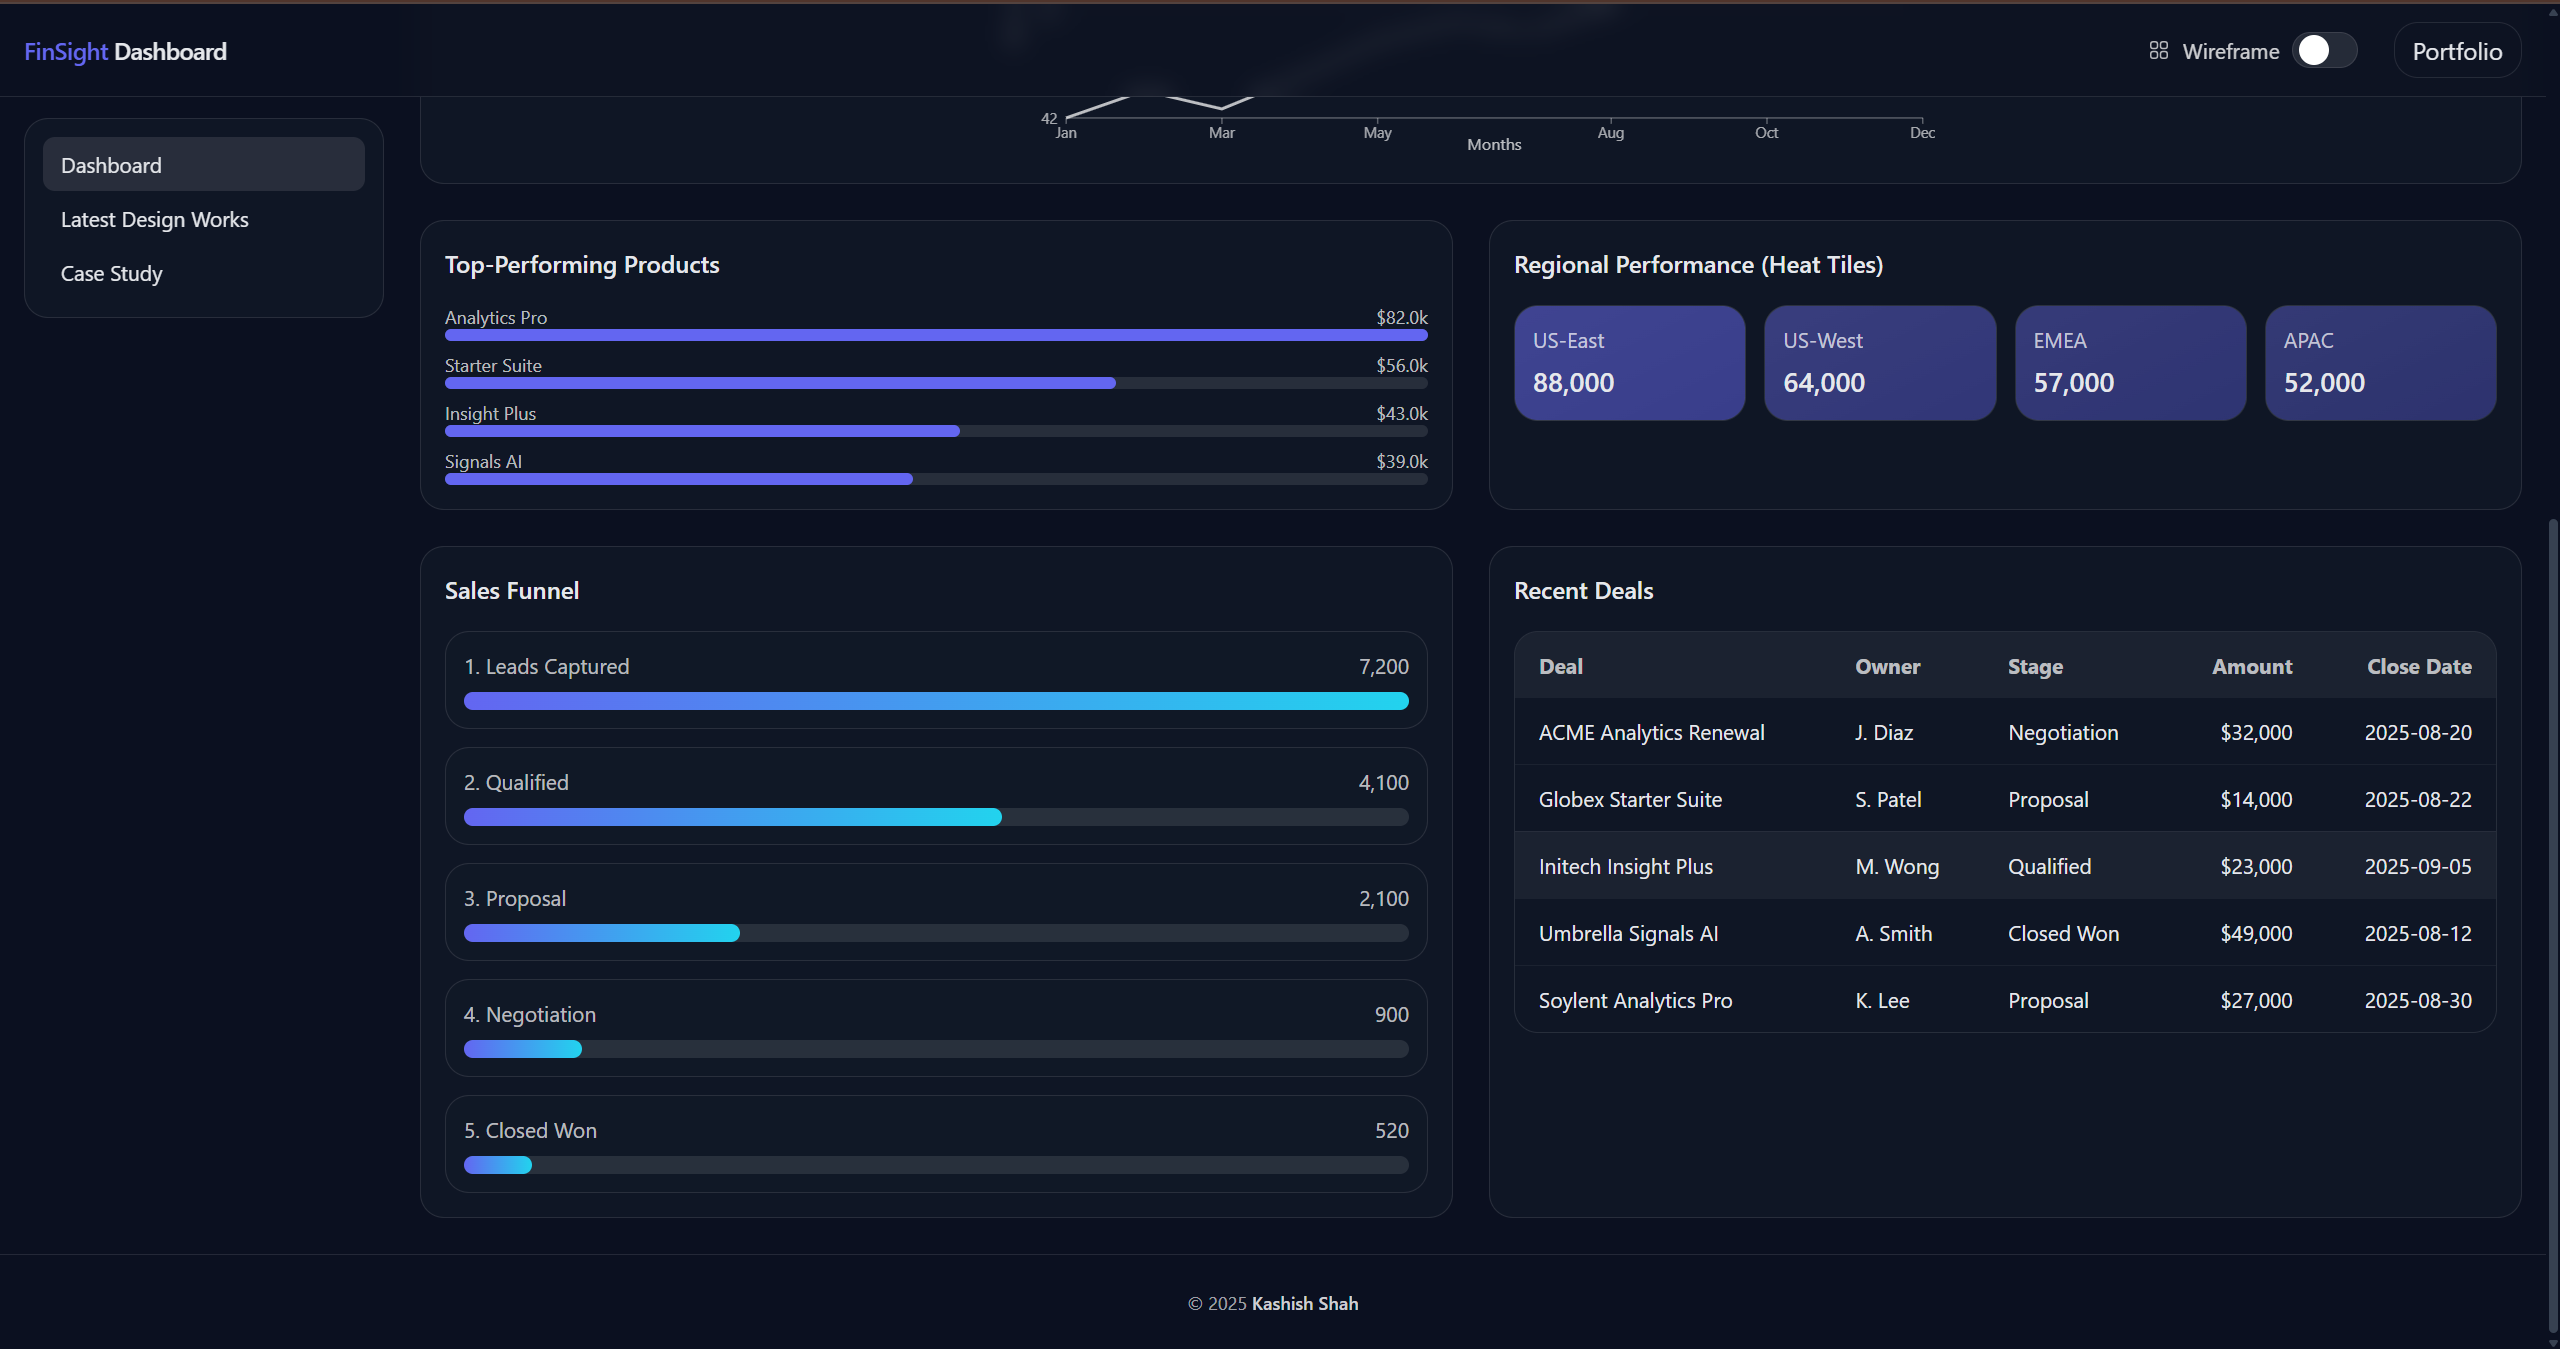 FinSight Dashboard
Wireframe
Portfolio
Dashboard
Latest Design Works
Case Study
42
Jan Mar May Aug Oct Dec
Months
Top-Performing Products
Analytics Pro $82.0k
Starter Suite $56.0k
Insight Plus $43.0k
Signals AI $39.0k
Regional Performance (Heat Tiles)
US-East US-West EMEA APAC
88,000 64,000 57,000 52,000
Sales Funnel
1. Leads Captured 7,200
2. Qualified 4,100
3. Proposal 2,100
4. Negotiation 900
5. Closed Won 520
Recent Deals
Deal Owner Stage Amount Close Date
ACME Analytics Renewal J. Diaz Negotiation $32,000 2025-08-20
Globex Starter Suite S. Patel Proposal $14,000 2025-08-22
Initech Insight Plus M. Wong Qualified $23,000 2025-09-05
Umbrella Signals AI A. Smith Closed Won $49,000 2025-08-12
Soylent Analytics Pro K. Lee Proposal $27,000 2025-08-30
© 2025 Kashish Shah